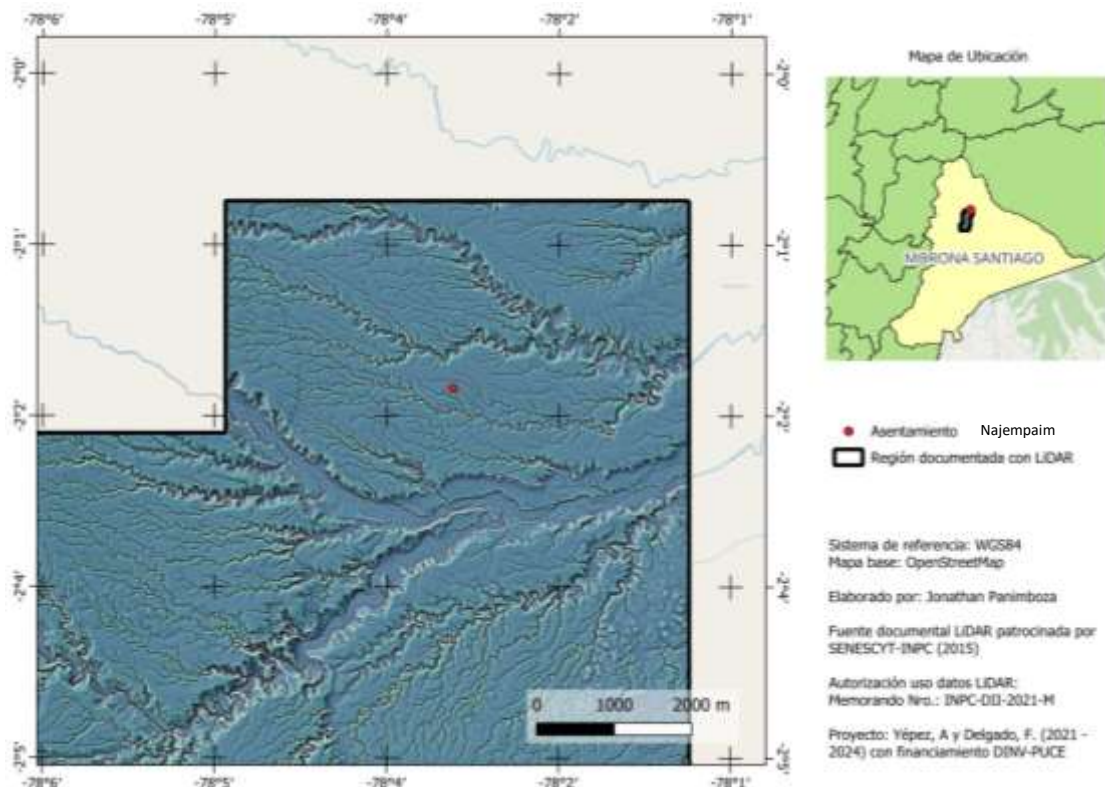 -78°6'
-78°5'
-78°4'
-78°2'
-78°1'
-2°0'
-2°0'
-2°1'
-2°1'
-2°2'
-2°2'
-2°4'
-2°4'
-2°5'
-2°5'
0 1000 2000 m
-78°6'
-78°5'
-78°4'
-78°2'
-78°1'
Mapa de Ubicación
MORONA SANTIAGO
Asentamiento Najempaim
Región documentada con LiDAR
Sistema de referencia: WGS84
Mapa base: OpenStreetMap
Elaborado por: Jonathan Panimboza
Fuente documental LiDAR patrocinada por
SENESCYT-INPC (2015)
Autorización uso datos LiDAR:
Memorando Nro.: INPC-DII-2021-M
Proyecto: Yépez, A y Delgado, F. (2021 -
2024) con financiamiento DINV-PUCE